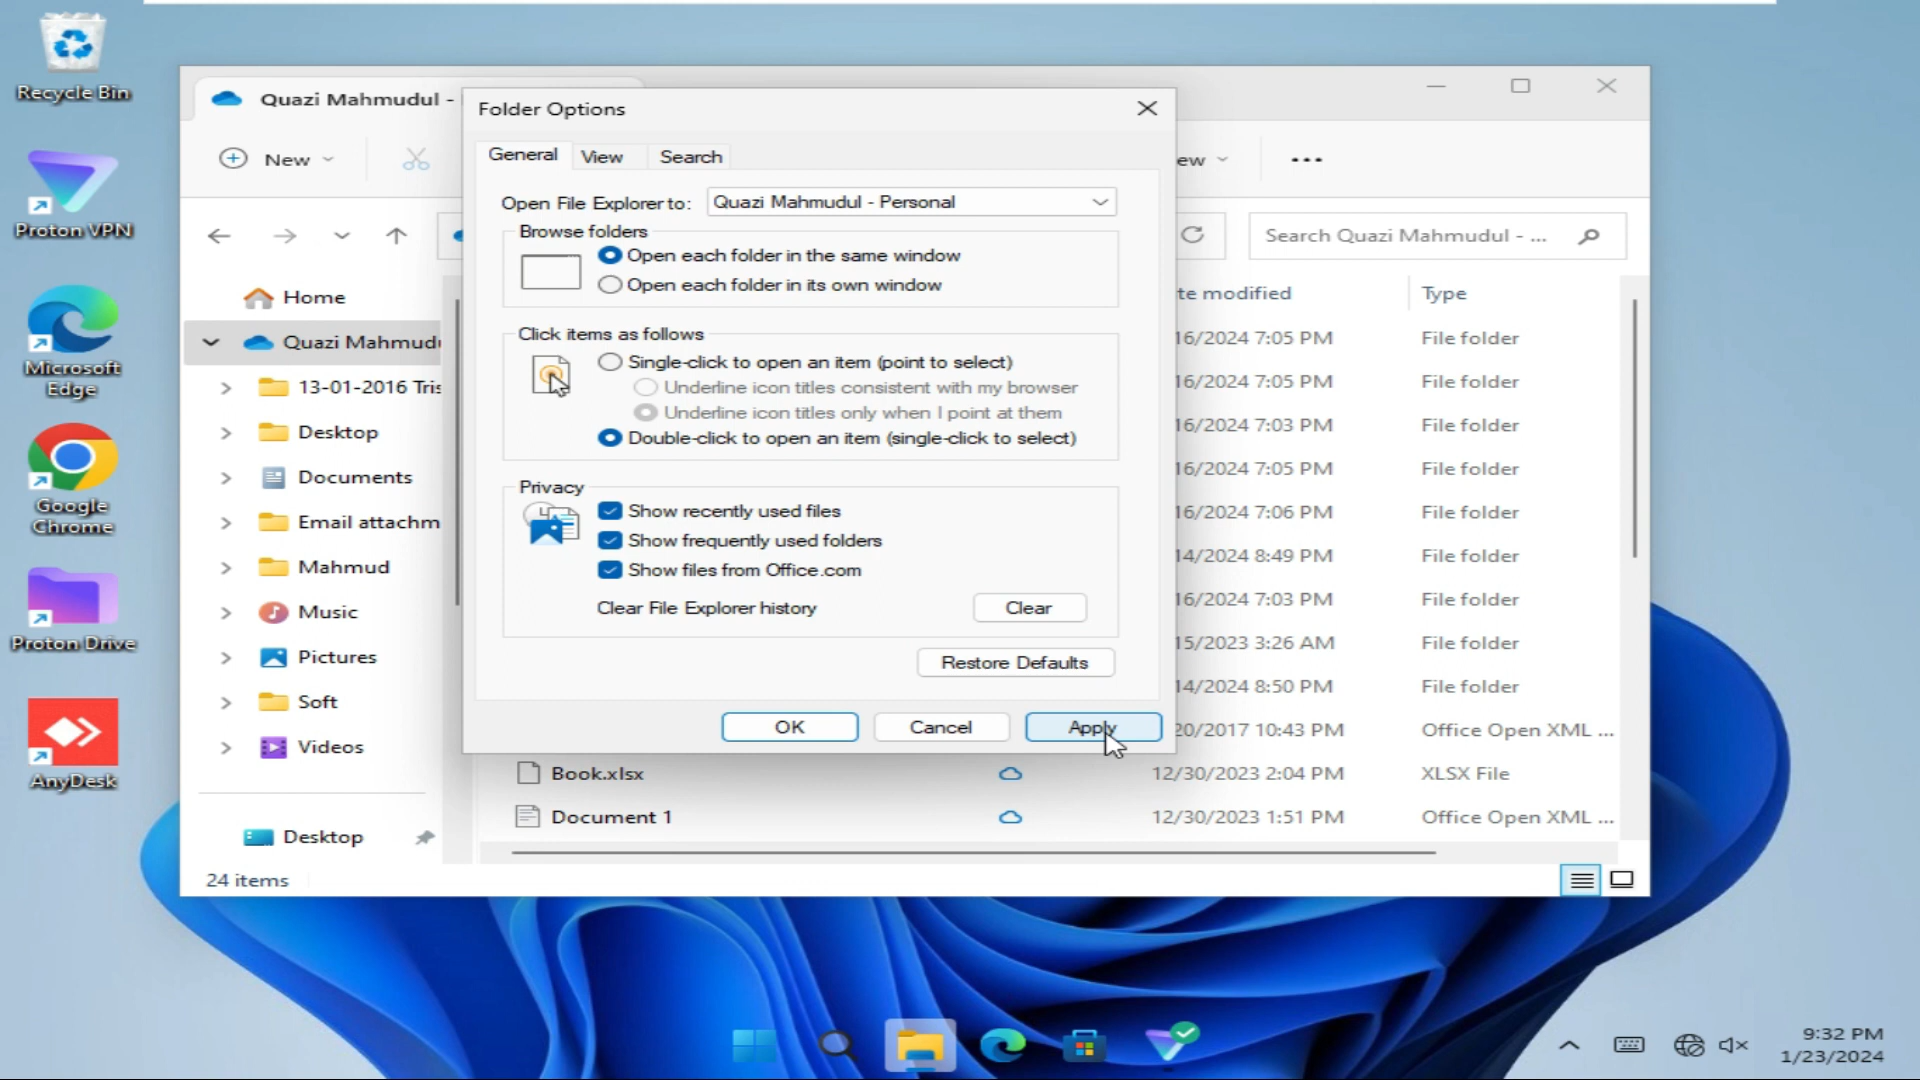 Recycle Bin
Proton VPN
Microsoft
Edge
Google
Chrome
Proton Drive
AnyDesk
Quazi Mahmudul -
New
ew
Search Quazi Mahmudul - ...
Home
Quazi Mahmudu
13-01-2016 Tris
Desktop
Documents
Email attachm
Mahmud
Music
Pictures
Soft
Videos
Desktop
24 items
Folder Options
General
View
Search
Open File Explorer to:
Quazi Mahmudul - Personal
Browse folders
Open each folder in the same window
Open each folder in its own window
Click items as follows
Single-click to open an item (point to select)
Underline icon titles consistent with my browser
Underline icon titles only when I point at them
Double-click to open an item (single-click to select)
Privacy
Show recently used files
Show frequently used folders
Show files from Office.com
Clear File Explorer history
Clear
Restore Defaults
OK
Cancel
Apply
te modified Type
16/2024 7:05 PM File folder
16/2024 7:05 PM File folder
16/2024 7:03 PM File folder
16/2024 7:05 PM File folder
16/2024 7:06 PM File folder
14/2024 8:49 PM File folder
16/2024 7:03 PM File folder
15/2023 3:26 AM File folder
14/2024 8:50 PM File folder
20/2017 10:43 PM Office Open XML ...
Book.xlsx 12/30/2023 2:04 PM XLSX File
Document 1 12/30/2023 1:51 PM Office Open XML ...
9:32 PM
1/23/2024